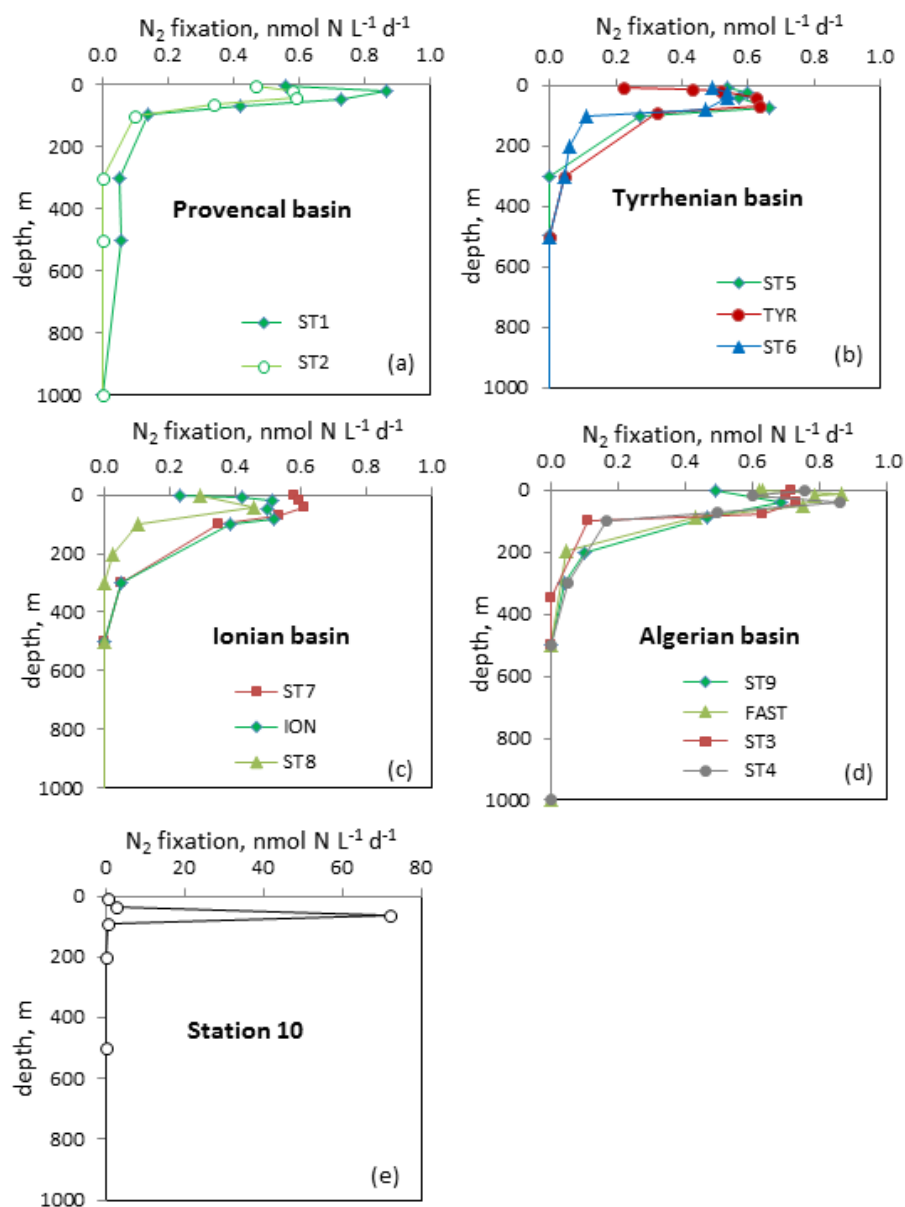 N2 fixation, nmol N L-1 d-1
0.0 0.2 0.4 0.6 0.8 1.0
0
200
400
600
800
1000
depth, m
Provencal basin
ST1
ST2
(a)
N2 fixation, nmol L-1 d-1
0.0 0.2 0.4 0.6 0.8 1.0
0
200
400
600
800
1000
depth, m
Tyrrhenian basin
ST5
TYR
ST6
(b)
N2 fixation, nmol N L-1 d-1
0.0 0.2 0.4 0.6 0.8 1.0
0
200
400
600
800
1000
depth, m
Ionian basin
ST7
ION
ST8
(c)
N2 fixation, nmol N L-1 d-1
0.0 0.2 0.4 0.6 0.8 1.0
0
200
400
600
800
1000
depth, m
Algerian basin
ST9
FAST
ST3
ST4
(d)
N2 fixation, nmol N L-1 d-1
0 20 40 60 80
0
200
400
600
800
1000
depth, m
Station 10
(e)